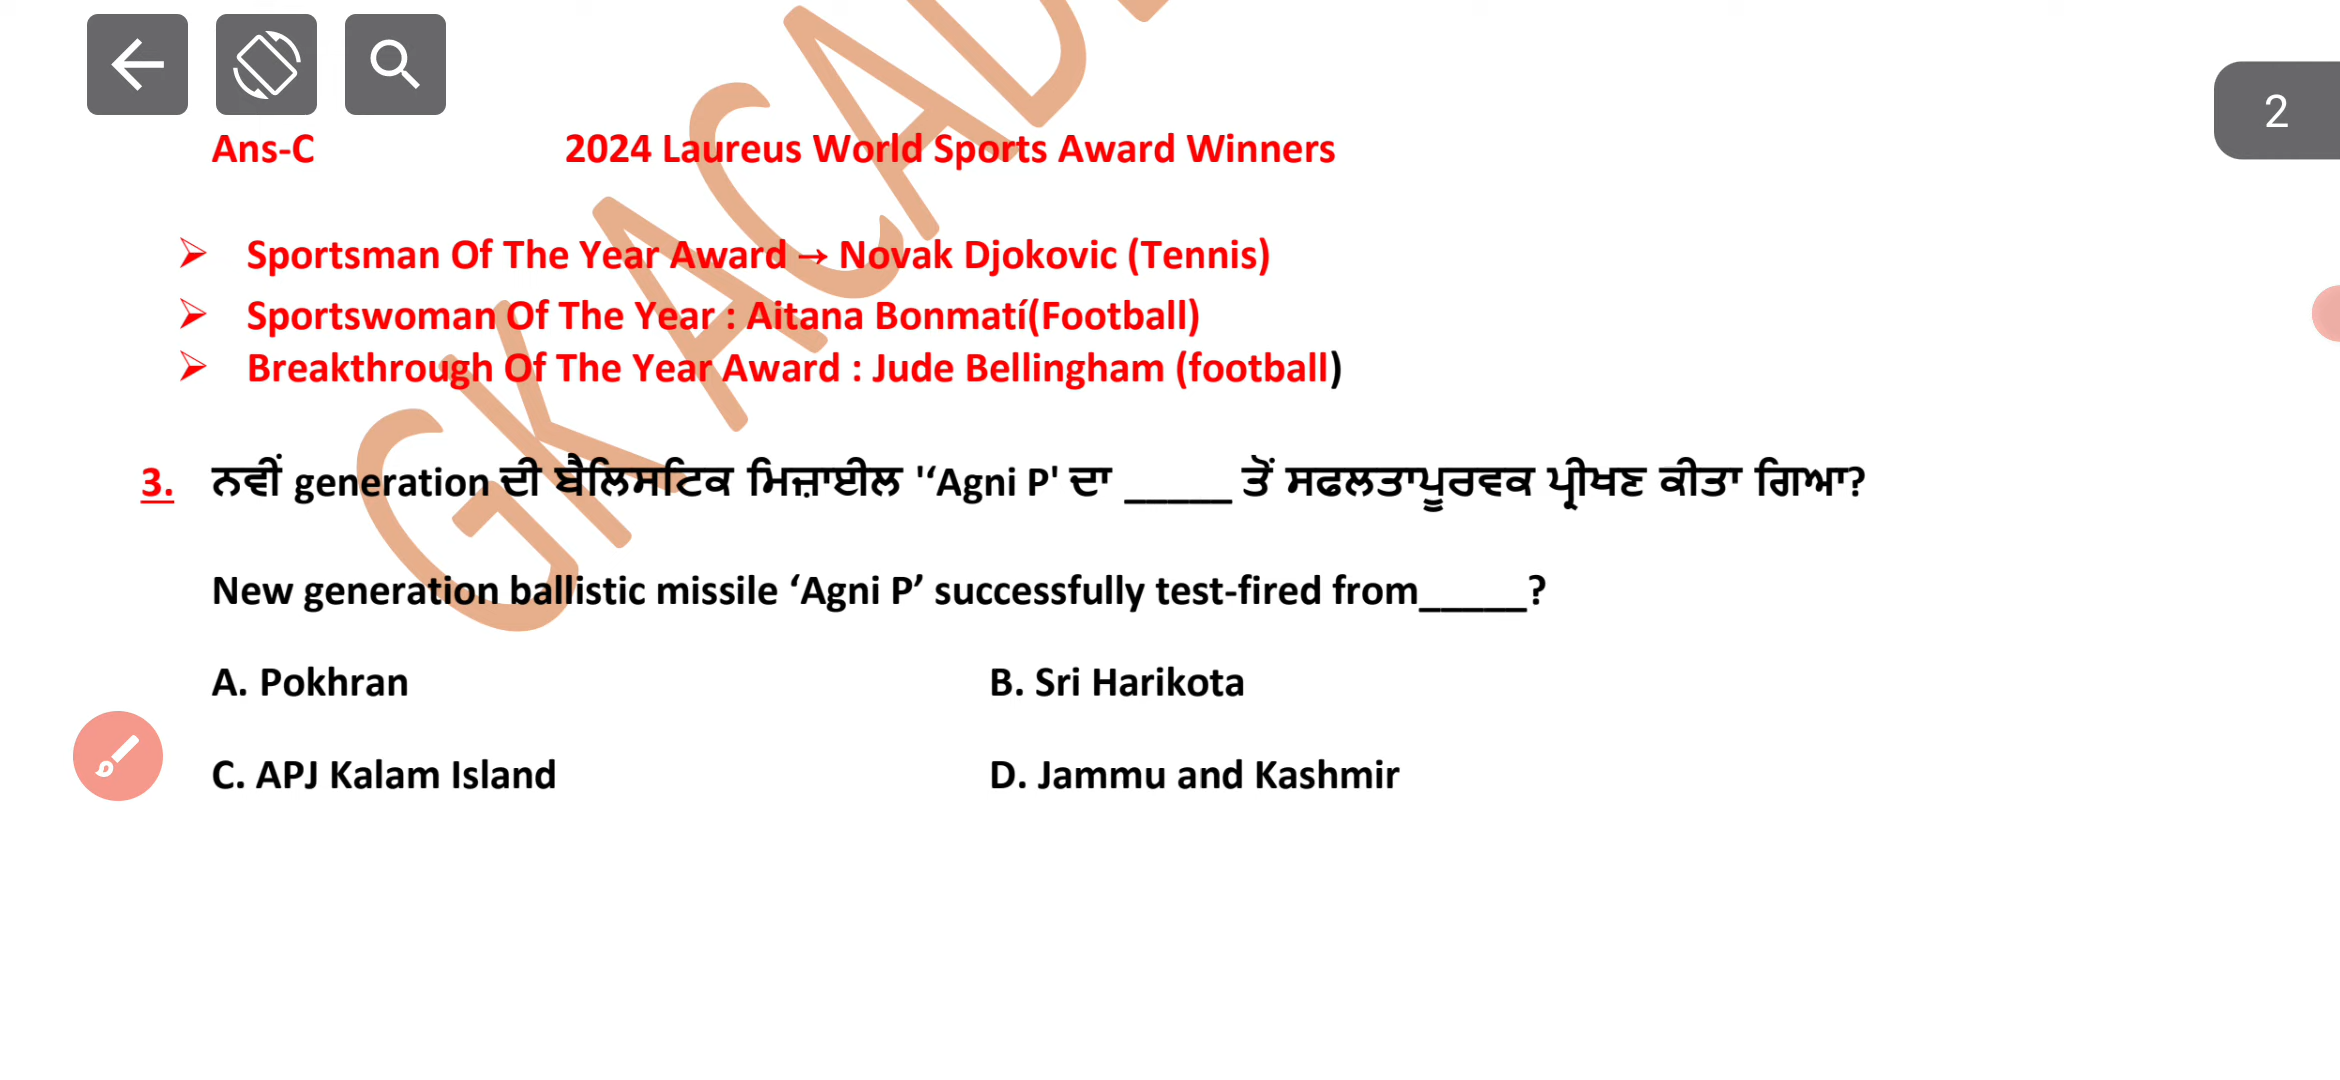 2
Ans-C 2024 Laureus World Sports Award Winners
➢ Sportsman Of The Year Award → Novak Djokovic (Tennis)
➢ Sportswoman Of The Year : Aitana Bonmatí(Football)
➢ Breakthrough Of The Year Award : Jude Bellingham (football)
3. ਨਵੀਂ generation ਦੀ ਬੈਲਿਸਟਿਕ ਮਿਜ਼ਾਈਲ '‘Agni P' ਦਾ _____ ਤੋਂ ਸਫਲਤਾਪੂਰਵਕ ਪ੍ਰੀਖਣ ਕੀਤਾ ਗਿਆ?
New generation ballistic missile ‘Agni P’ successfully test-fired from_____?
A. Pokhran B. Sri Harikota
C. APJ Kalam Island D. Jammu and Kashmir
GK ACAD